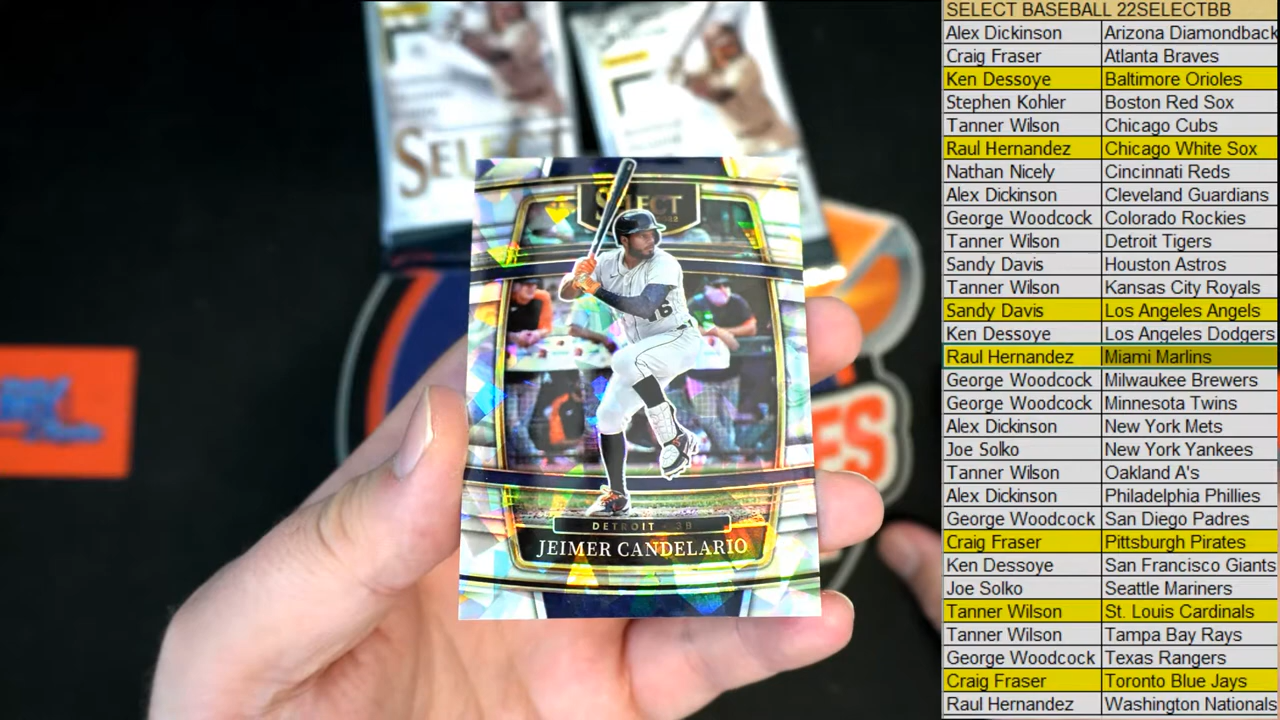 SELECT BASEBALL 22SELECTBB
Alex Dickinson Arizona Diamondback
Craig Fraser Atlanta Braves
Ken Dessoye Baltimore Orioles
Stephen Kohler Boston Red Sox
Tanner Wilson Chicago Cubs
Raul Hernandez Chicago White Sox
Nathan Nicely Cincinnati Reds
Alex Dickinson Cleveland Guardians
George Woodcock Colorado Rockies
Tanner Wilson Detroit Tigers
Sandy Davis Houston Astros
Tanner Wilson Kansas City Royals
Sandy Davis Los Angeles Angels
Ken Dessoye Los Angeles Dodgers
Raul Hernandez Miami Marlins
George Woodcock Milwaukee Brewers
George Woodcock Minnesota Twins
Alex Dickinson New York Mets
Joe Solko New York Yankees
Tanner Wilson Oakland A's
Alex Dickinson Philadelphia Phillies
George Woodcock San Diego Padres
Craig Fraser Pittsburgh Pirates
Ken Dessoye San Francisco Giants
Joe Solko Seattle Mariners
Tanner Wilson St. Louis Cardinals
Tanner Wilson Tampa Bay Rays
George Woodcock Texas Rangers
Craig Fraser Toronto Blue Jays
Raul Hernandez Washington Nationals
SELECT
SELECT
16
DETROIT - 3B
JEIMER CANDELARIO